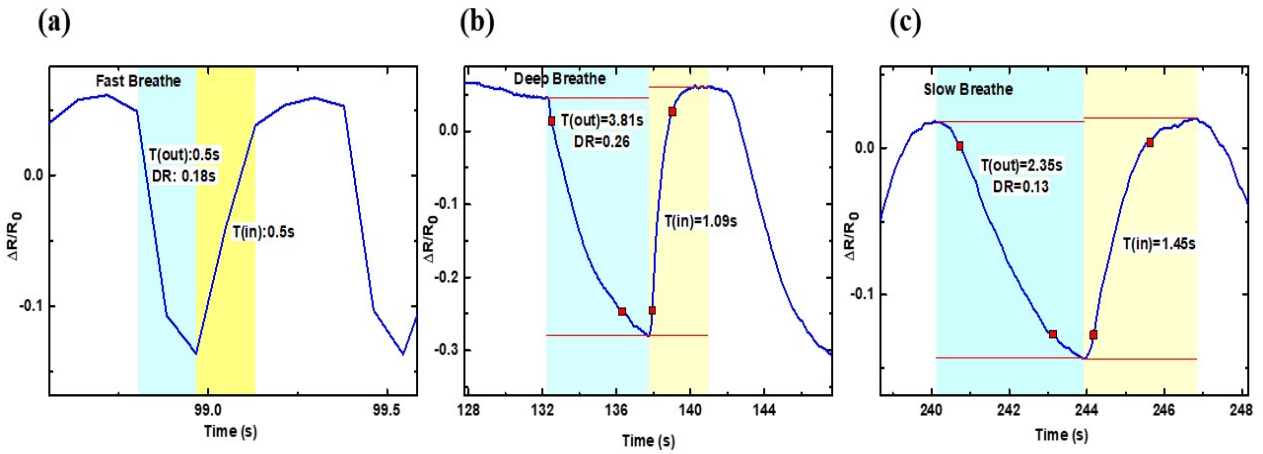 (a)
Fast Breathe
T(out):0.5s
DR: 0.18s
T(in):0.5s
0.0
-0.1
ΔR/R0
99.0
99.5
Time (s)
(b)
Deep Breathe
T(out)=3.81s
DR=0.26
T(in)=1.09s
0.0
-0.1
-0.2
-0.3
ΔR/R0
128
132
136
140
144
Time (s)
(c)
Slow Breathe
T(out)=2.35s
DR=0.13
T(in)=1.45s
0.0
-0.1
ΔR/R0
240
242
244
246
248
Time (s)